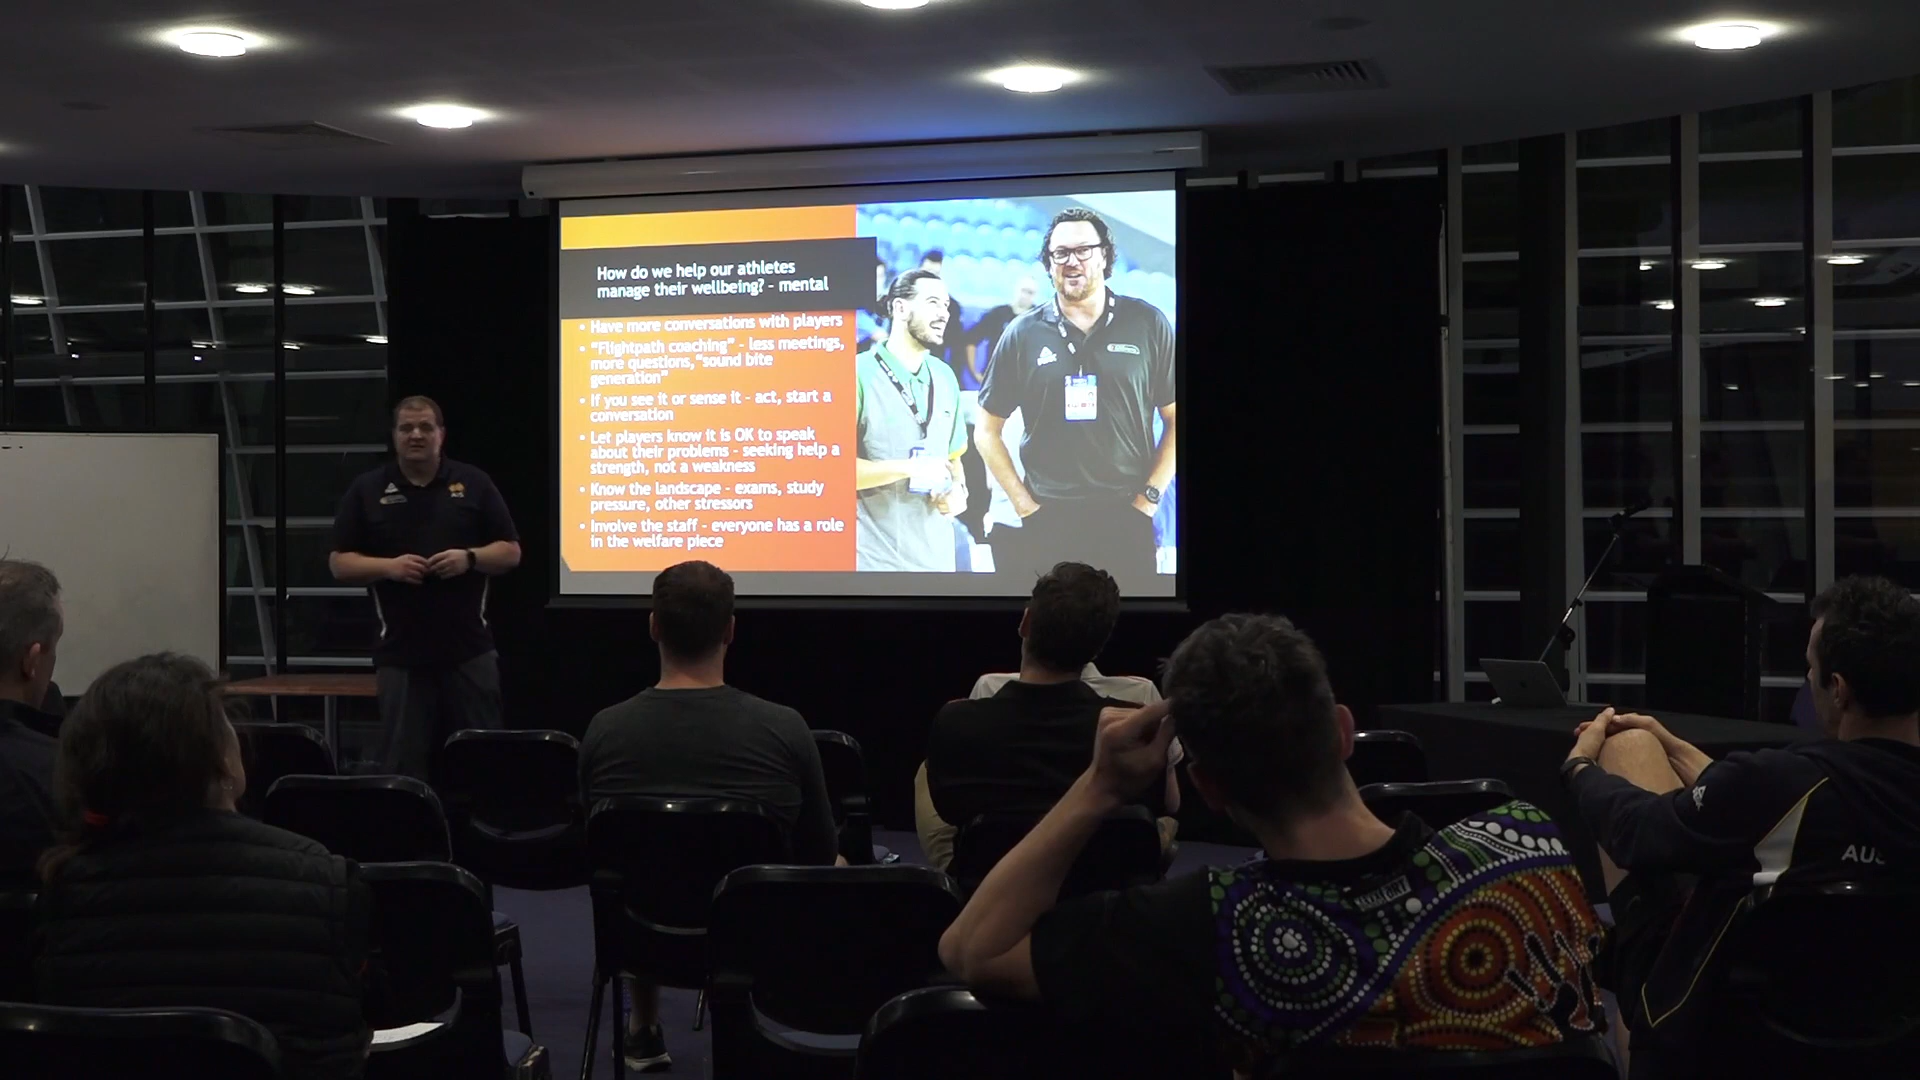 How do we help our athletes
manage their wellbeing? - mental
• Have more conversations with players
• "Flightpath coaching" - less meetings,
more questions, "sound bite
generation"
• If you see it or sense it - act, start a
conversation
• Let players know it is OK to speak
about their problems - seeking help a
strength, not a weakness
• Know the landscape - exams, study
pressure, other stressors
• Involve the staff - everyone has a role
in the welfare piece
AIS